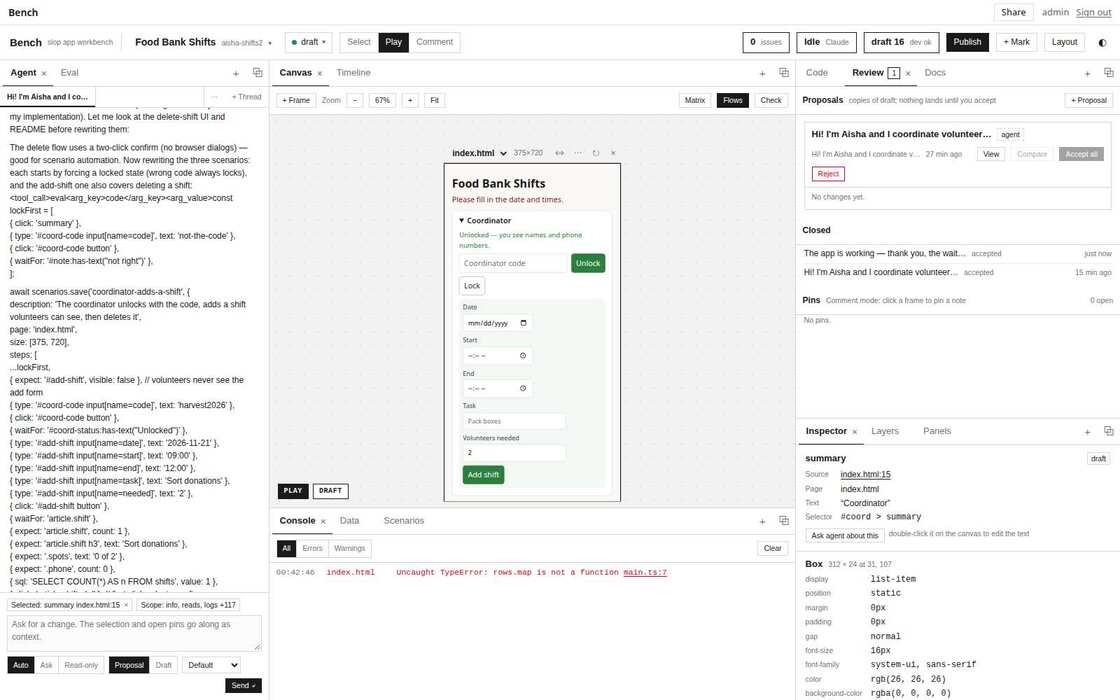 Bench
Share admin Sign out
Bench slop app workbench Food Bank Shifts aisha-shifts2 draft Select Play Comment 0 issues Idle Claude draft 16 dev ok Publish + Mark Layout
Agent × Eval +
Hi! I'm Aisha and I co… ··· + Thread
my implementation). Let me look at the delete-shift UI and
README before rewriting them:
The delete flow uses a two-click confirm (no browser dialogs) —
good for scenario automation. Now rewriting the three scenarios:
each starts by forcing a locked state (wrong code always locks),
and the add-shift one also covers deleting a shift:
<tool_call>eval<arg_key>code</arg_key><arg_value>const
lockFirst = [
{ click: 'summary' },
{ type: '#coord-code input[name=code]', text: 'not-the-code' },
{ click: '#coord-code button' },
{ waitFor: '#note:has-text("not right")' },
];
await scenarios.save('coordinator-adds-a-shift', {
description: 'The coordinator unlocks with the code, adds a shift
volunteers can see, then deletes it',
page: 'index.html',
size: [375, 720],
steps: [
...lockFirst,
{ expect: '#add-shift', visible: false }, // volunteers never see the
add form
{ type: '#coord-code input[name=code]', text: 'harvest2026' },
{ click: '#coord-code button' },
{ waitFor: '#coord-status:has-text("Unlocked")' },
{ type: '#add-shift input[name=date]', text: '2026-11-21' },
{ type: '#add-shift input[name=start]', text: '09:00' },
{ type: '#add-shift input[name=end]', text: '12:00' },
{ type: '#add-shift input[name=task]', text: 'Sort donations' },
{ type: '#add-shift input[name=needed]', text: '2' },
{ click: '#add-shift button' },
{ waitFor: 'article.shift' },
{ expect: 'article.shift', count: 1 },
{ expect: 'article.shift h3', text: 'Sort donations' },
{ expect: '.spots', text: '0 of 2' },
{ expect: '.phone', count: 0 },
{ sql: 'SELECT COUNT(*) AS n FROM shifts', value: 1 },
Selected: summary index.html:15 × Scope: info, reads, logs +117
Ask for a change. The selection and open pins go along as
context.
Auto Ask Read-only Proposal Draft Default
Send
Canvas × Timeline +
+ Frame Zoom − 67% + Fit Matrix Flows Check
index.html 375×720 ··· ×
Food Bank Shifts
Please fill in the date and times.
Coordinator
Unlocked — you see names and phone
numbers.
Coordinator code Unlock
Lock
Date
mm/dd/yyyy
Start
--:-- --
End
--:-- --
Task
Pack boxes
Volunteers needed
2
Add shift
PLAY DRAFT
Console × Data Scenarios +
All Errors Warnings Clear
00:42:46 index.html Uncaught TypeError: rows.map is not a function main.ts:7
Code Review 1 × Docs +
Proposals copies of draft; nothing lands until you accept + Proposal
Hi! I'm Aisha and I coordinate volunteer… agent
Hi! I'm Aisha and I coordinate v… 27 min ago View Compare Accept all
Reject
No changes yet.
Closed
The app is working — thank you, the wait… accepted just now
Hi! I'm Aisha and I coordinate volunteer… accepted 15 min ago
Pins Comment mode: click a frame to pin a note 0 open
No pins.
Inspector × Layers Panels +
summary draft
Source index.html:15
Page index.html
Text “Coordinator”
Selector #coord > summary
Ask agent about this double-click it on the canvas to edit the text
Box 312 × 24 at 31, 107
display list-item
position static
margin 0px
padding 0px
gap normal
font-size 16px
font-family system-ui, sans-serif
color rgb(26, 26, 26)
background-color rgba(0, 0, 0, 0)